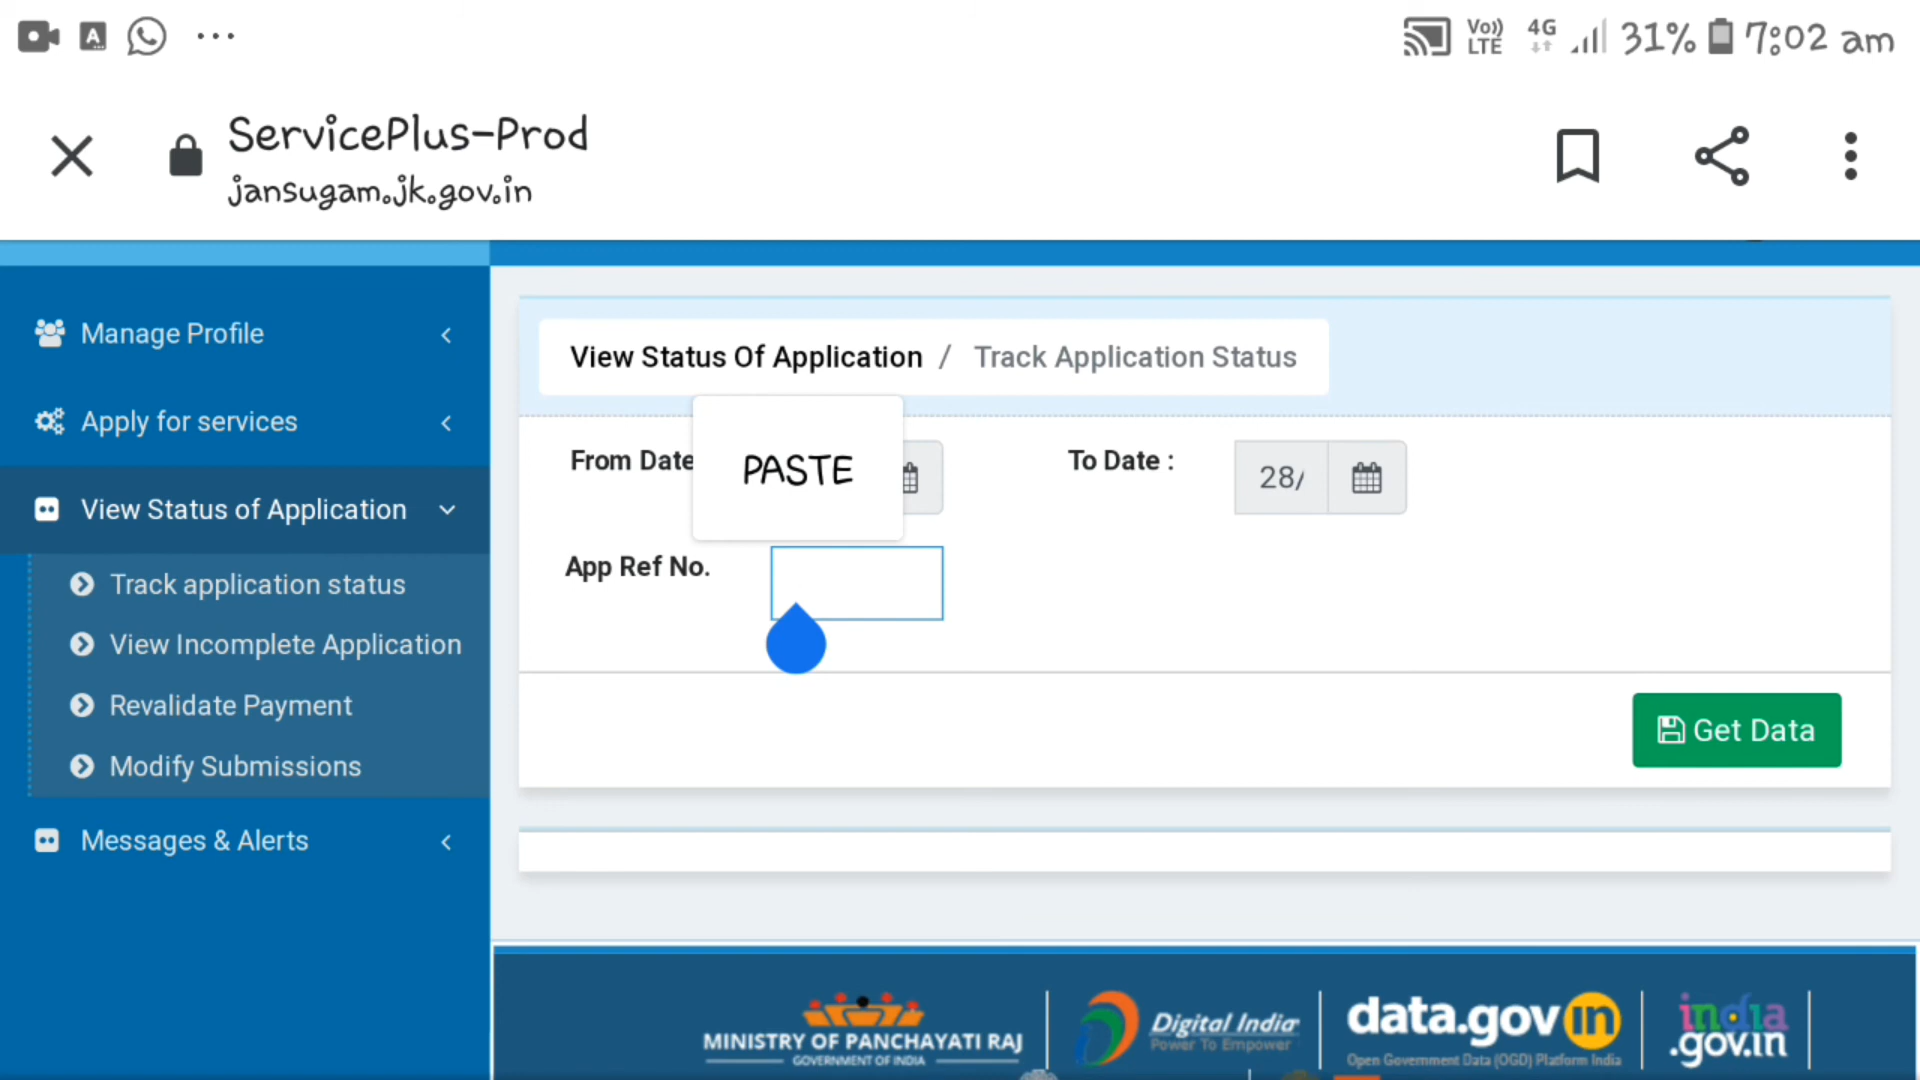 A...
Vo)) LTE 4G 31% 7:02 am
ServicePlus-Prod
jansugam.jk.gov.in
Manage Profile
Apply for services
View Status of Application
Track application status
View Incomplete Application
Revalidate Payment
Modify Submissions
Messages & Alerts
View Status Of Application / Track Application Status
From Date
PASTE
To Date :
28/
App Ref No.
Get Data
MINISTRY OF PANCHAYATI RAJ
GOVERNMENT OF INDIA
Digital India
Power To Empower
data.gov in
Open Government Data (OGD) Platform India
india
.gov.in